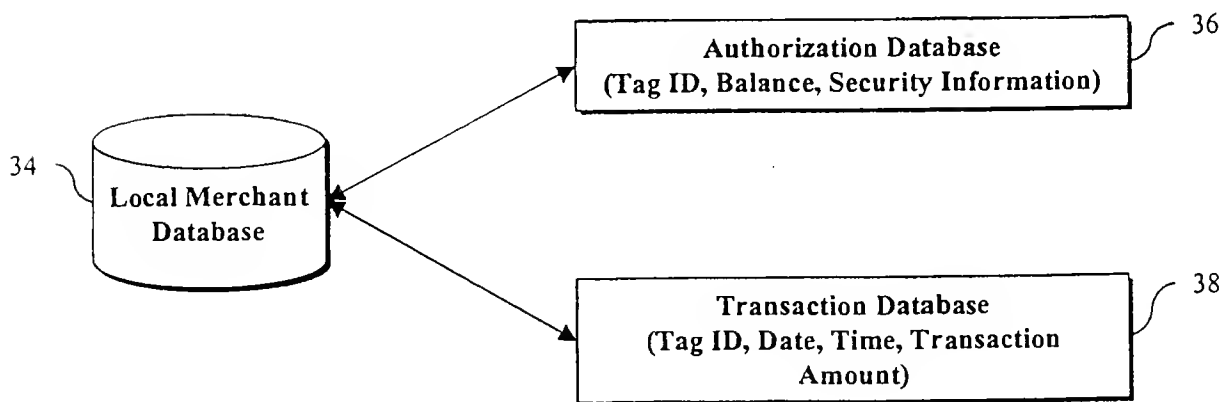 36
Authorization Database
(Tag ID, Balance, Security Information)
34
Local Merchant
Database
38
Transaction Database
(Tag ID, Date, Time, Transaction
Amount)